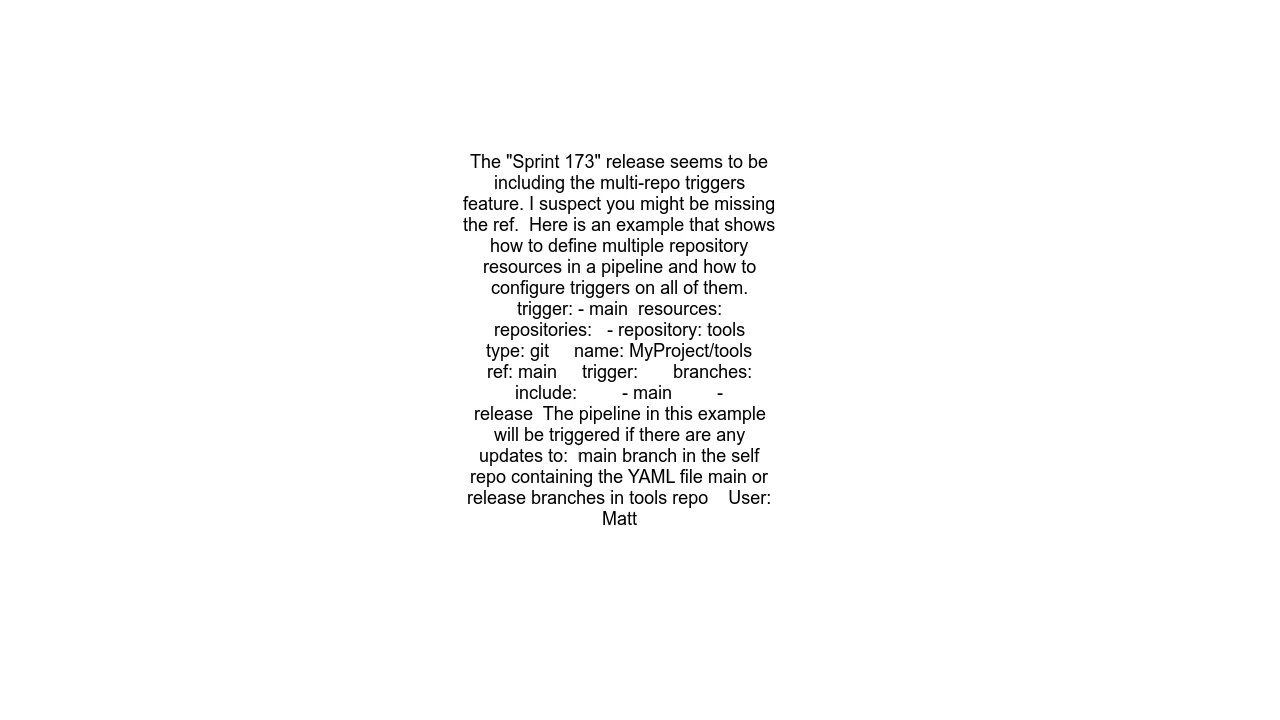 The "Sprint 173" release seems to be
including the multi-repo triggers
feature. I suspect you might be missing
the ref.  Here is an example that shows
how to define multiple repository
resources in a pipeline and how to
configure triggers on all of them.
trigger: - main  resources:
repositories:   - repository: tools
type: git     name: MyProject/tools
ref: main     trigger:       branches:
include:         - main         -
release  The pipeline in this example
will be triggered if there are any
updates to:  main branch in the self
repo containing the YAML file main or
release branches in tools repo    User:
Matt